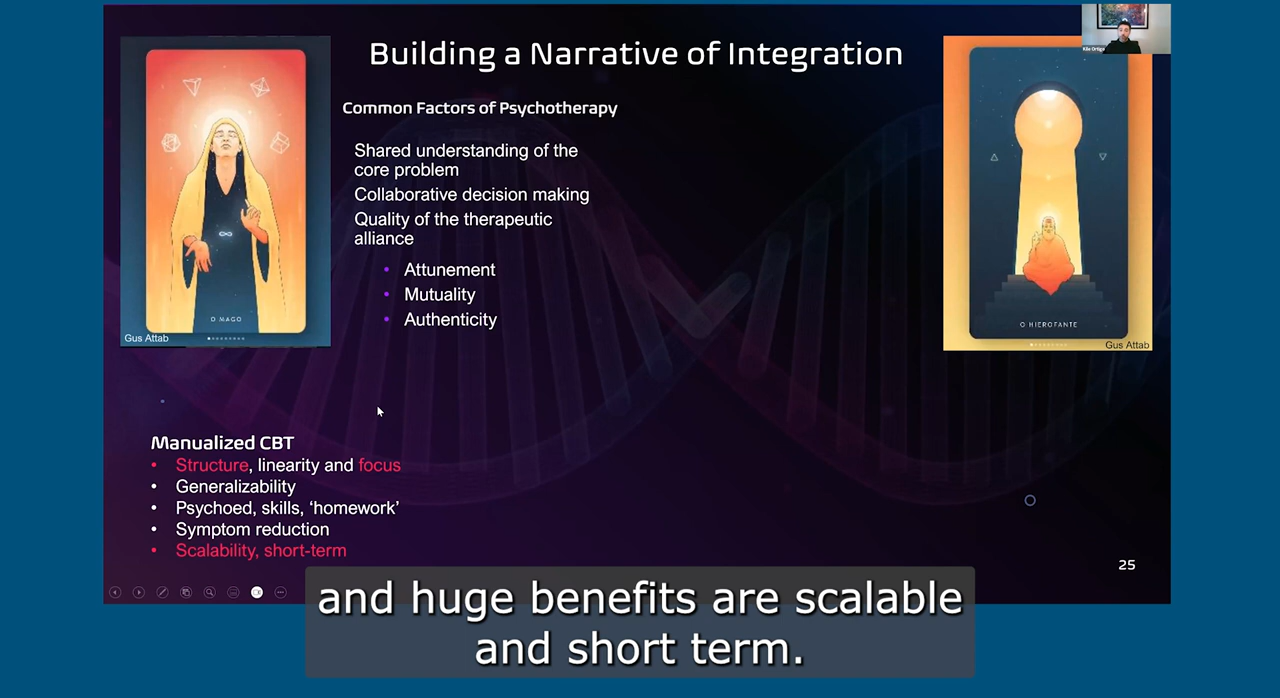 Building a Narrative of Integration
Kile Ortigo
Common Factors of Psychotherapy
Shared understanding of the
core problem
Collaborative decision making
Quality of the therapeutic
alliance
• Attunement
• Mutuality
• Authenticity
O MAGO
Gus Attab
O HIEROFANTE
Gus Attab
Manualized CBT
• Structure, linearity and focus
• Generalizability
• Psychoed, skills, ‘homework’
• Symptom reduction
• Scalability, short-term
25
and huge benefits are scalable
and short term.